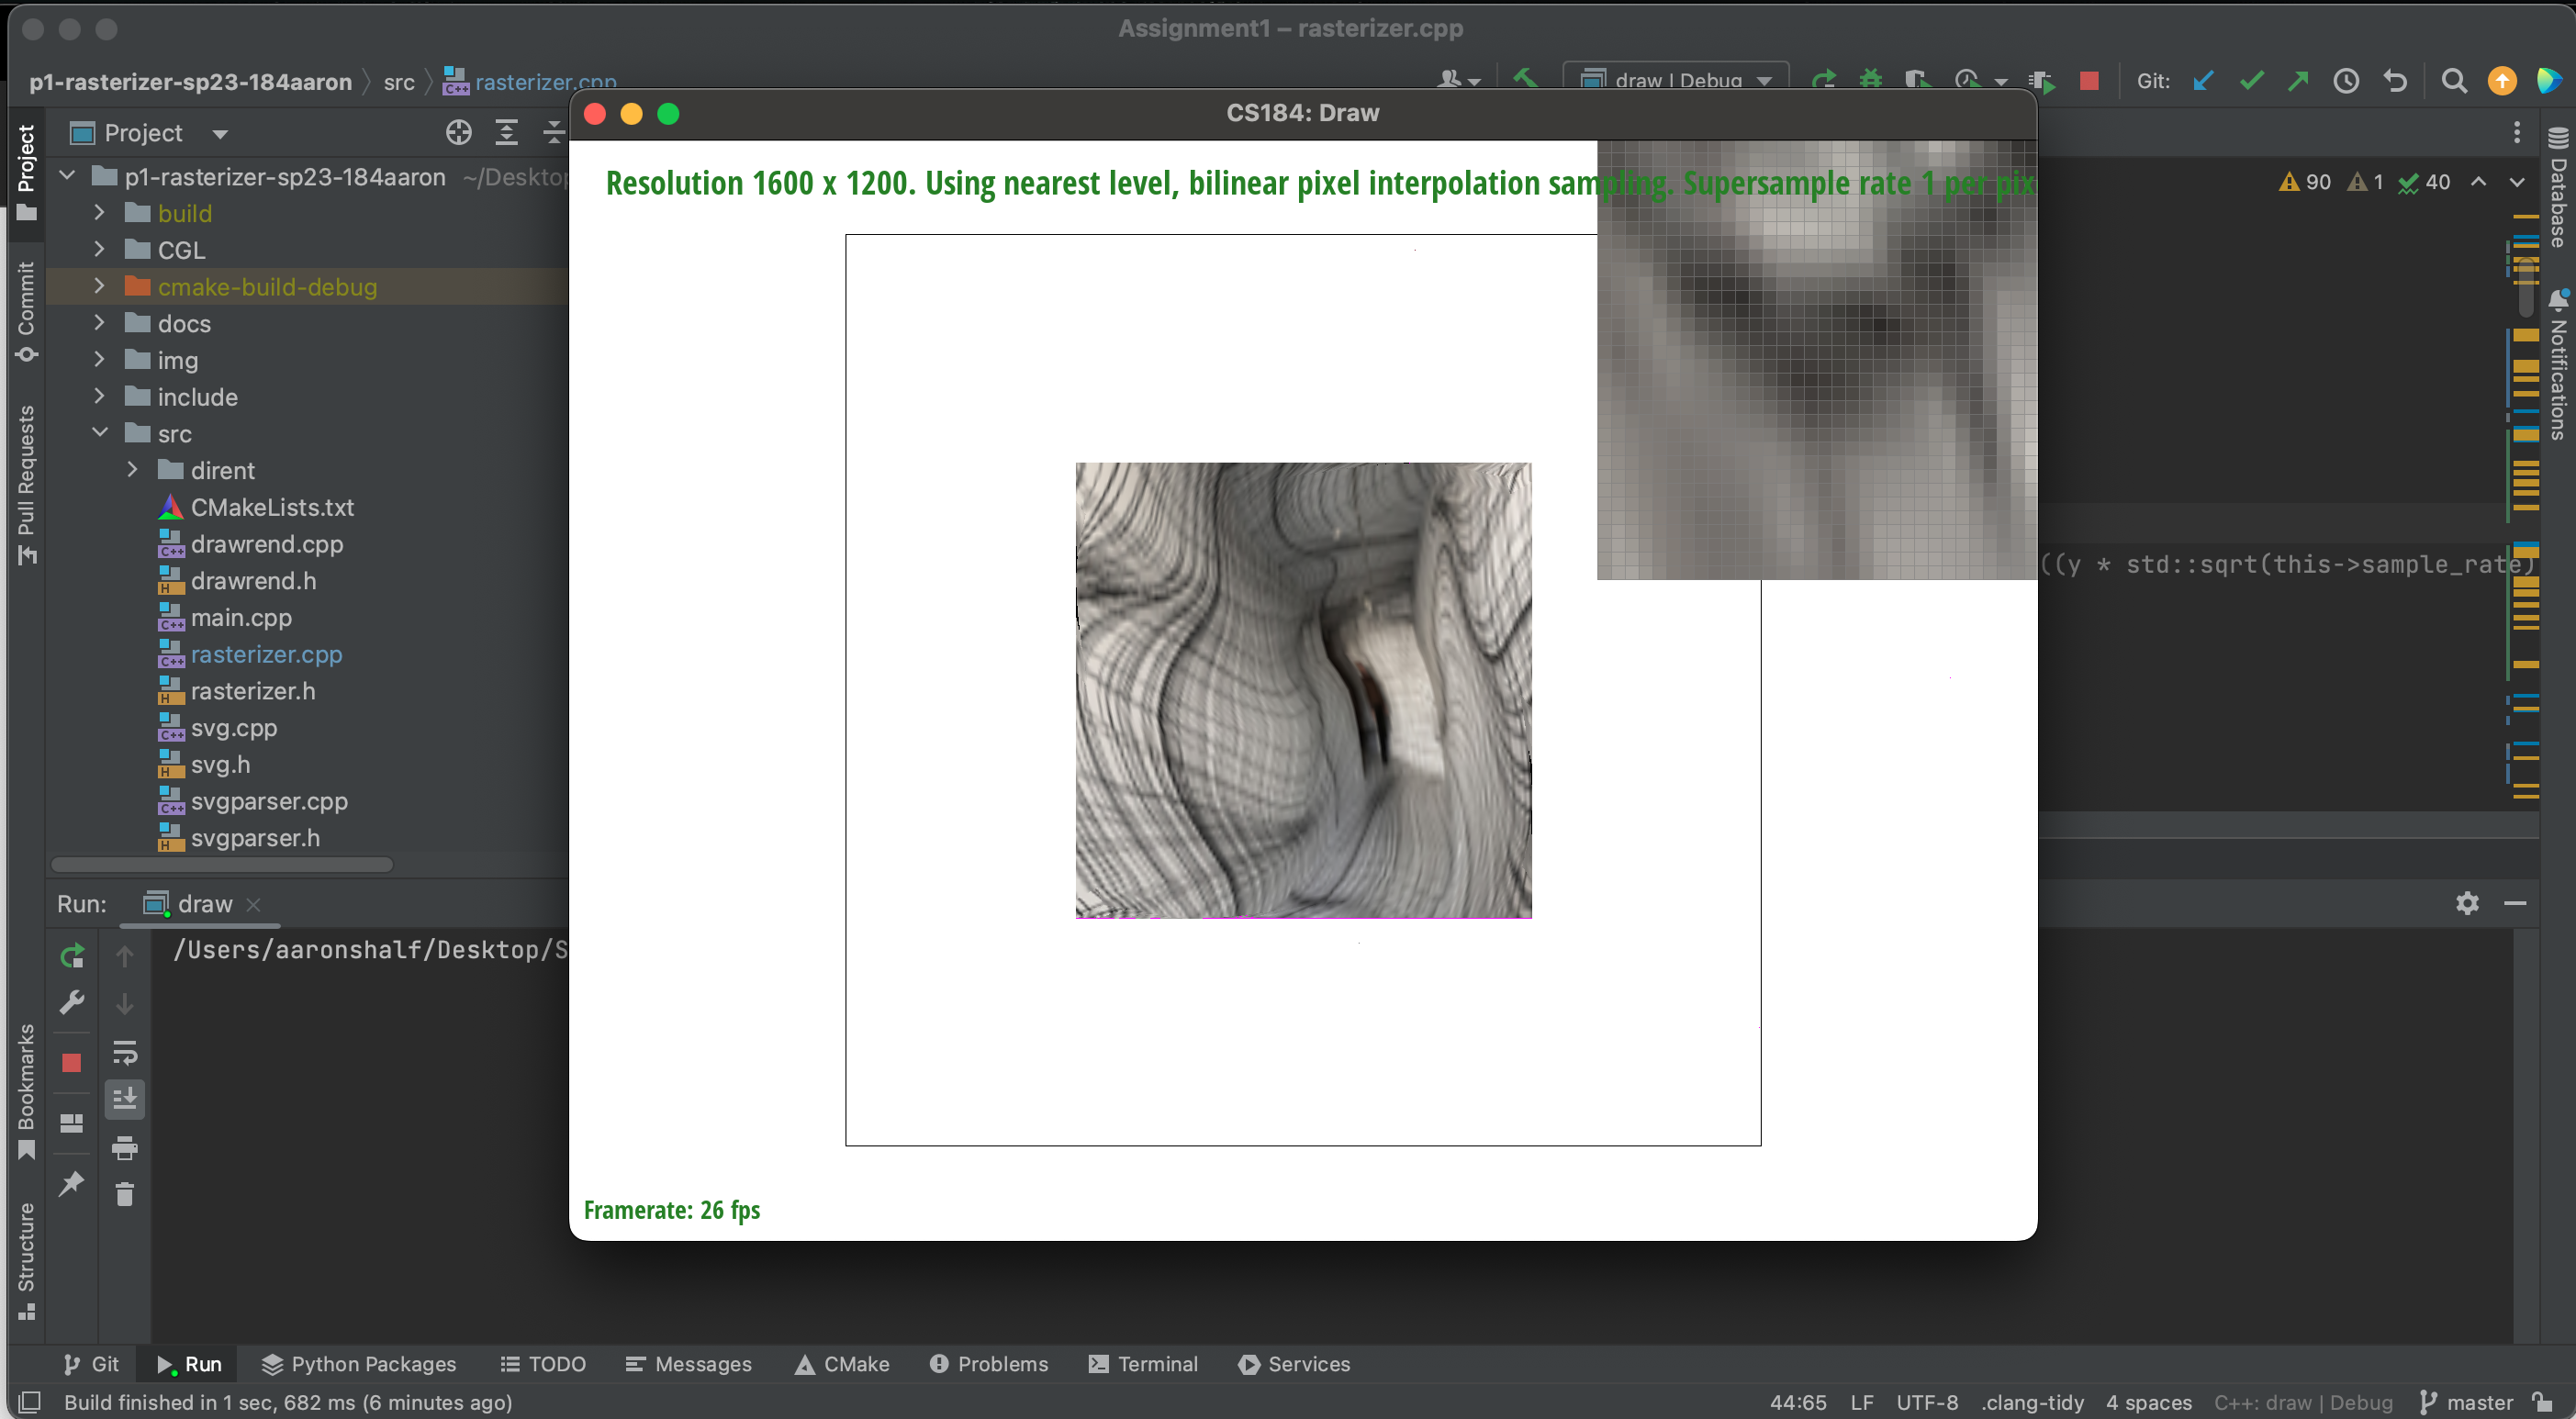 Assignment1 – rasterizer.cpp
p1-rasterizer-sp23-184aaron
src
rasterizer.cpp
draw | Debug
Git:
CS184: Draw
Project
Project
Resolution 1600 x 1200. Using nearest level, bilinear pixel interpolation sampling. Supersample rate 1 per pix
90
1
40
p1-rasterizer-sp23-184aaron ~/Desktop
build
CGL
cmake-build-debug
docs
img
include
src
dirent
CMakeLists.txt
drawrend.cpp
drawrend.h
main.cpp
rasterizer.cpp
rasterizer.h
svg.cpp
svg.h
svgparser.cpp
svgparser.h
Commit
Pull Requests
Database
Notifications
((y * std::sqrt(this->sample_rate)
Run:
draw
/Users/aaronshalf/Desktop/S
Bookmarks
Structure
Framerate: 26 fps
Git
Run
Python Packages
TODO
Messages
CMake
Problems
Terminal
Services
Build finished in 1 sec, 682 ms (6 minutes ago)
44:65
LF
UTF-8
.clang-tidy
4 spaces
C++: draw | Debug
master